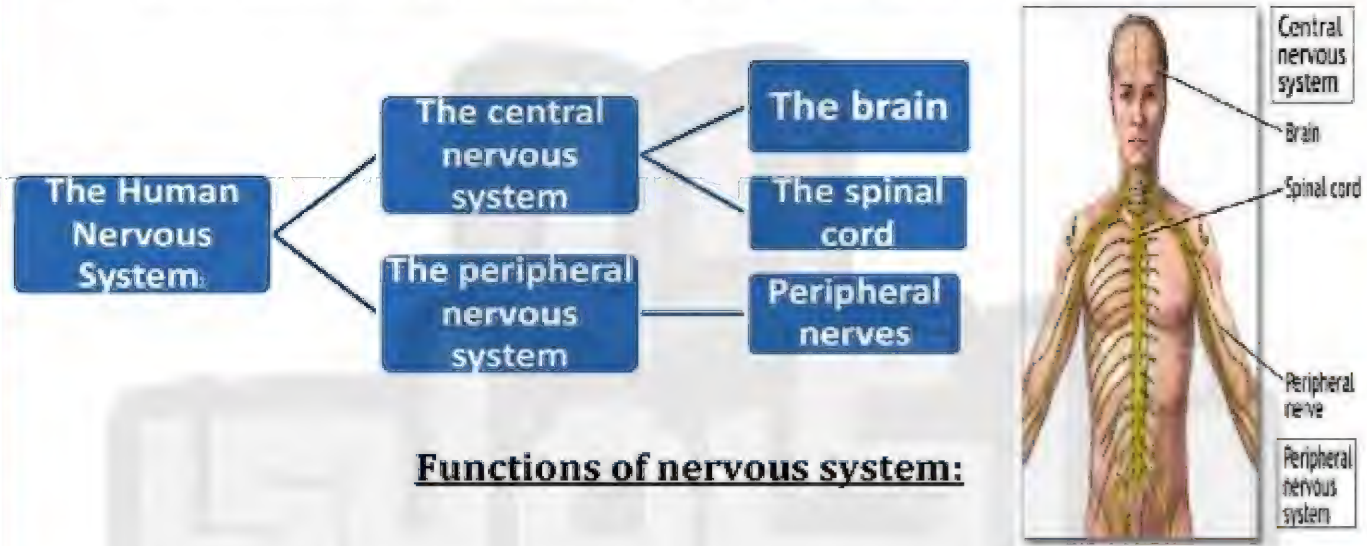 The Human
Nervous
System:
The central
nervous
system
The peripheral
nervous
system
The brain
The spinal
cord
Peripheral
nerves
Functions of nervous system:
Central
nervous
system
Brain
Spinal cord
Peripheral
nerve
Peripheral
nervous
system